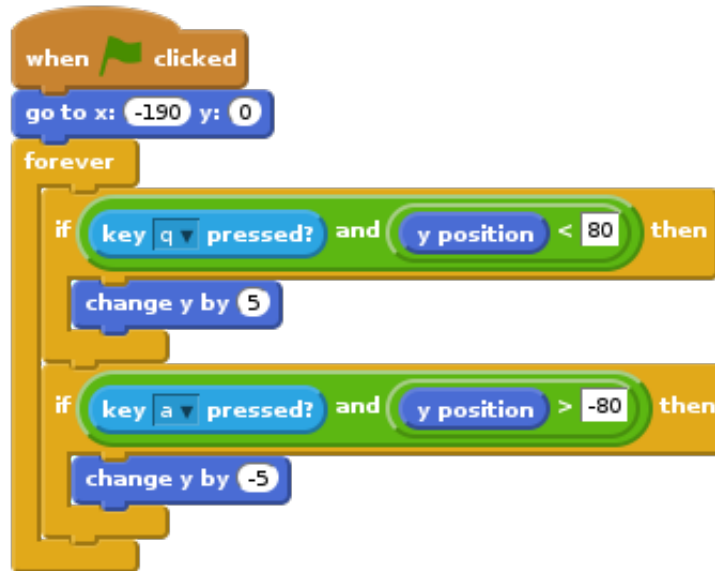 when clicked
go to x: -190 y: 0
forever
if key q pressed? and y position < 80 then
change y by 5
if key a pressed? and y position > -80 then
change y by -5